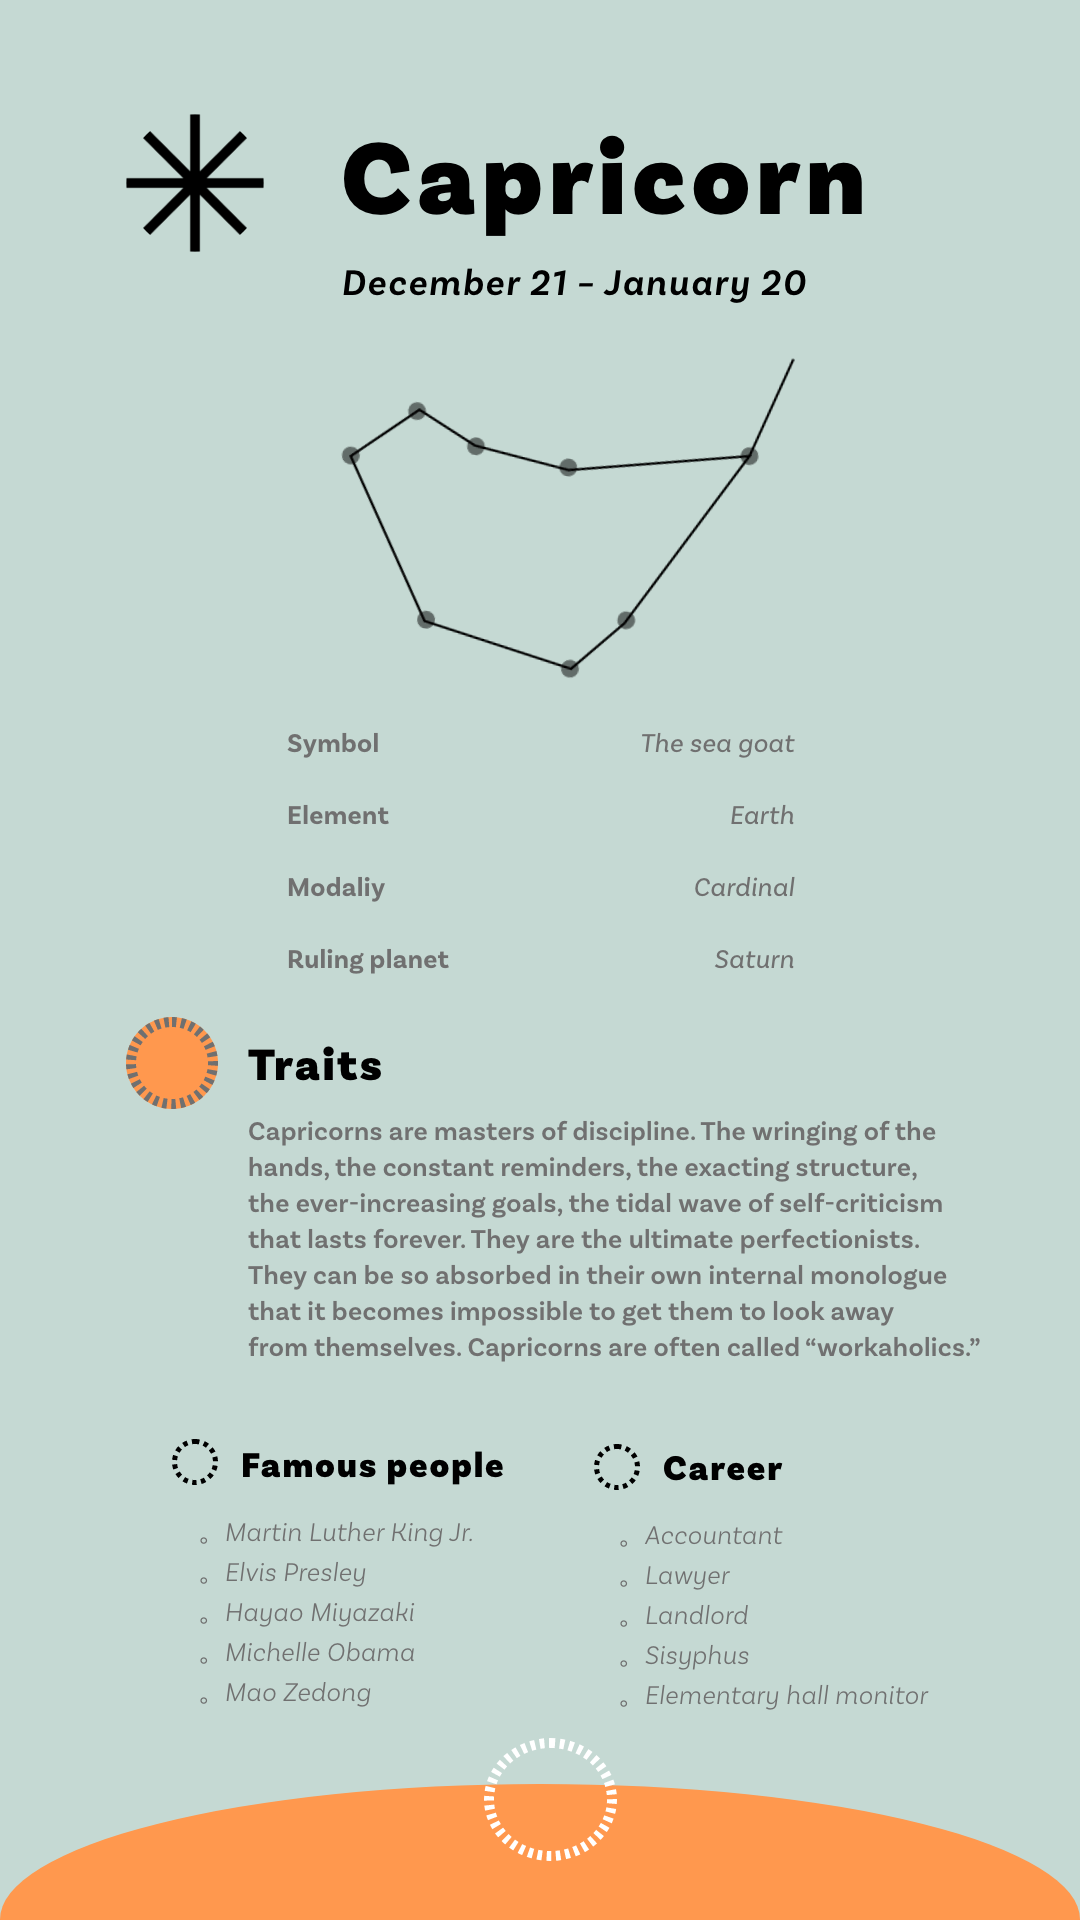 Capricorn
December 21 – January 20
Symbol The sea goat
Element Earth
Modaliy Cardinal
Ruling planet Saturn
Traits
Capricorns are masters of discipline. The wringing of the
hands, the constant reminders, the exacting structure,
the ever-increasing goals, the tidal wave of self-criticism
that lasts forever. They are the ultimate perfectionists.
They can be so absorbed in their own internal monologue
that it becomes impossible to get them to look away
from themselves. Capricorns are often called “workaholics.”
Famous people
Martin Luther King Jr.
Elvis Presley
Hayao Miyazaki
Michelle Obama
Mao Zedong
Career
Accountant
Lawyer
Landlord
Sisyphus
Elementary hall monitor